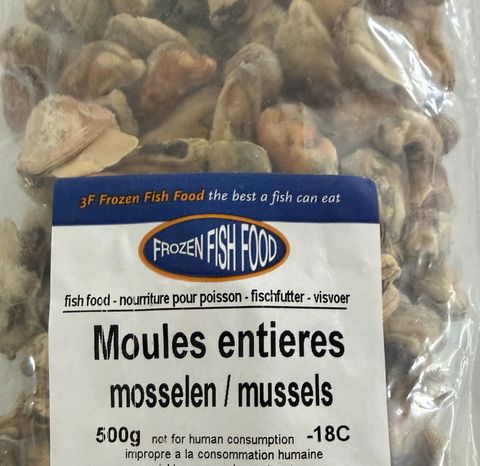 3F Frozen Fish Food the best a fish can eat
FROZEN FISH FOOD
fish food - nourriture pour poisson - fischfutter - visvoer
Moules entieres
mosselen / mussels
500g not for human consumption -18C
impropre a la consommation humaine